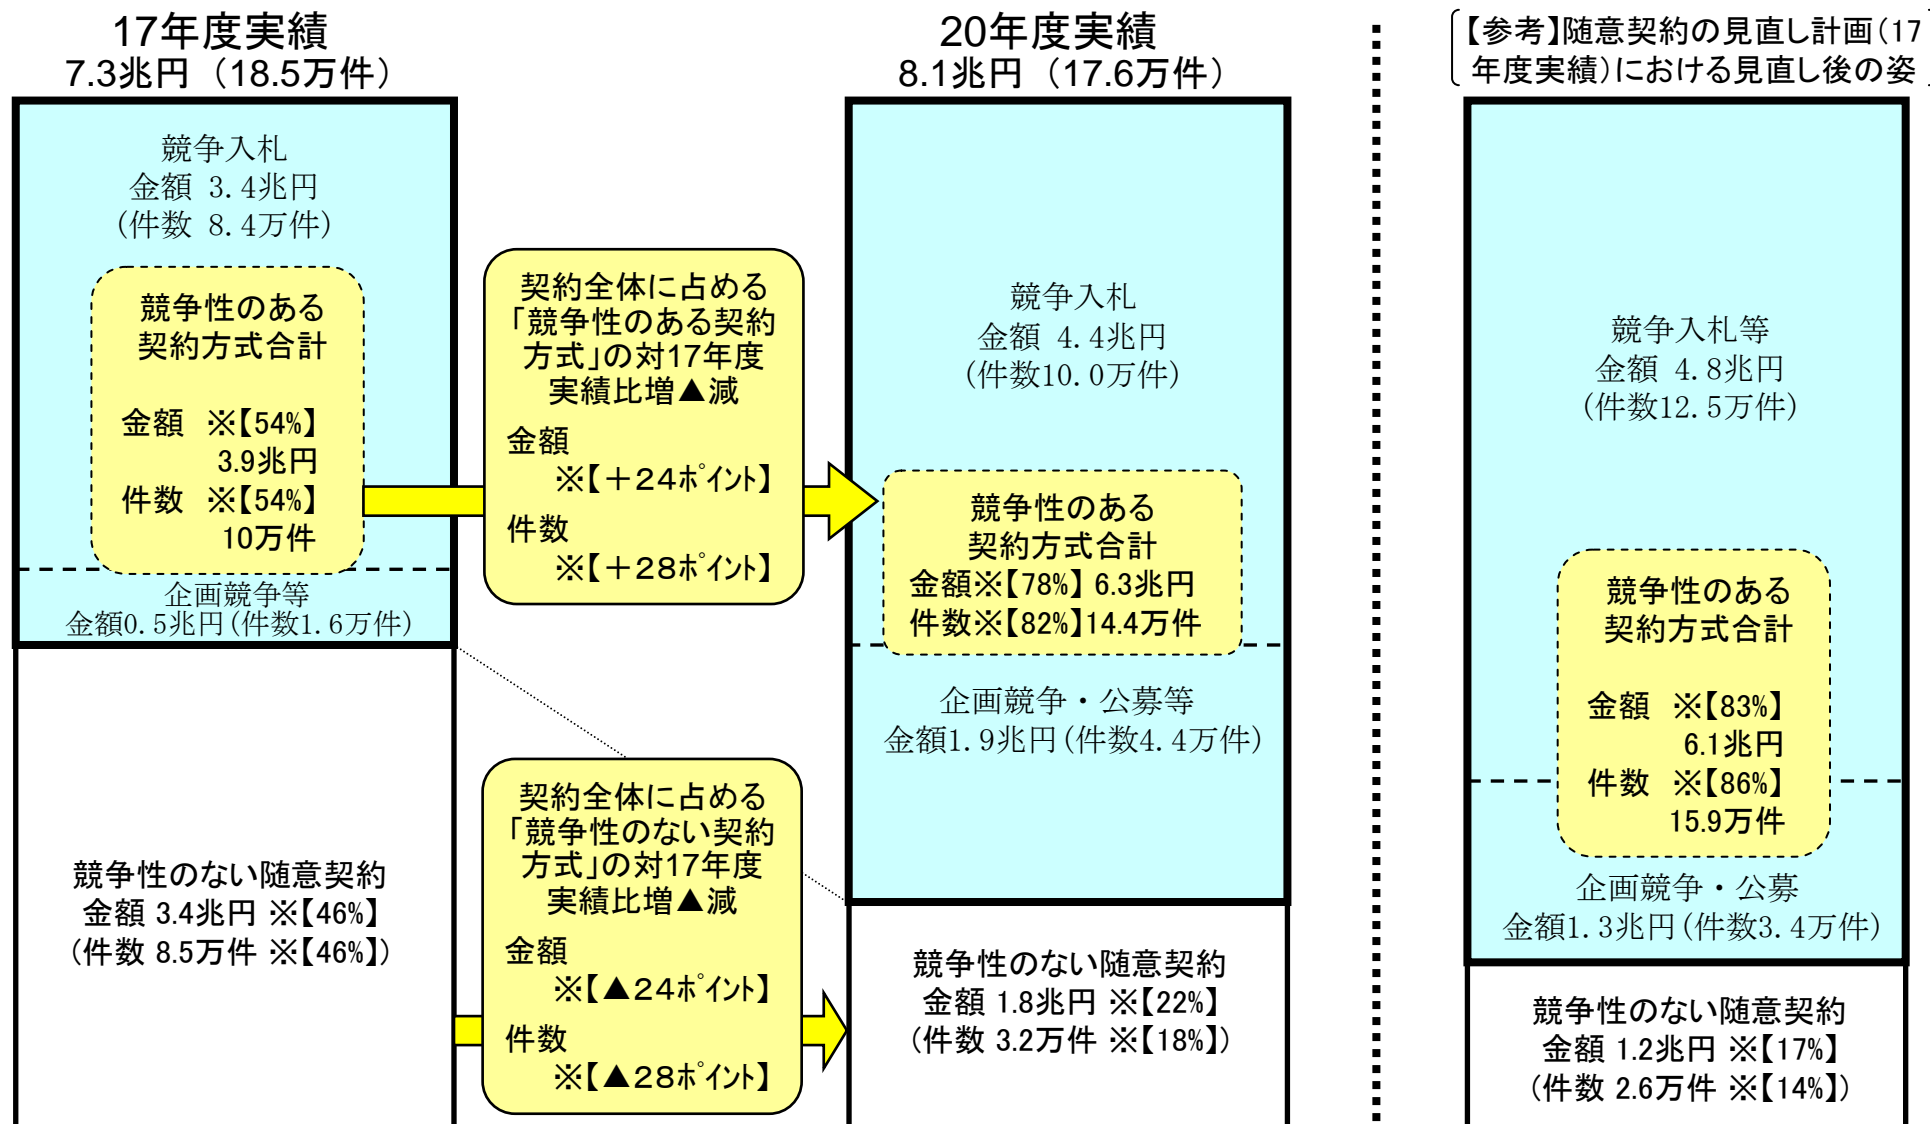 17年度実績
7.3兆円（18.5万件）
競争入札
金額 3.4兆円
(件数 8.4万件)
競争性のある
契約方式合計
金額 ※【54%】
3.9兆円
件数 ※【54%】
10万件
企画競争等
金額0.5兆円(件数1.6万件)
競争性のない随意契約
金額 3.4兆円 ※【46%】
(件数 8.5万件 ※【46%】)
契約全体に占める
「競争性のある契約
方式」の対17年度
実績比増▲減
金額
※【＋24ﾎﾟｲﾝﾄ】
件数
※【＋28ﾎﾟｲﾝﾄ】
契約全体に占める
「競争性のない契約
方式」の対17年度
実績比増▲減
金額
※【▲24ﾎﾟｲﾝﾄ】
件数
※【▲28ﾎﾟｲﾝﾄ】
20年度実績
8.1兆円（17.6万件）
競争入札
金額 4.4兆円
(件数10.0万件)
競争性のある
契約方式合計
金額※【78%】 6.3兆円
件数※【82%】14.4万件
企画競争・公募等
金額1.9兆円(件数4.4万件)
競争性のない随意契約
金額 1.8兆円 ※【22%】
(件数 3.2万件 ※【18%】)
【参考】随意契約の見直し計画(17
年度実績)における見直し後の姿
競争入札等
金額 4.8兆円
(件数12.5万件)
競争性のある
契約方式合計
金額 ※【83%】
6.1兆円
件数 ※【86%】
15.9万件
企画競争・公募
金額1.3兆円(件数3.4万件)
競争性のない随意契約
金額 1.2兆円 ※【17%】
(件数 2.6万件 ※【14%】)